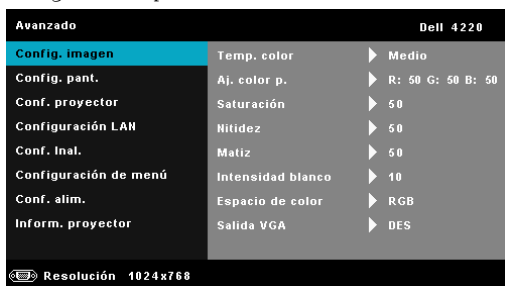 Avanzado Dell 4220
Config. imagen Temp. color Medio
Config. pant. Aj. color p. R: 50 G: 50 B: 50
Conf. proyector Saturación 50
Configuración LAN Nitidez 50
Conf. Inal. Matiz 50
Configuración de menú Intensidad blanco 10
Conf. alim. Espacio de color RGB
Inform. proyector Salida VGA DES
Resolución 1024x768